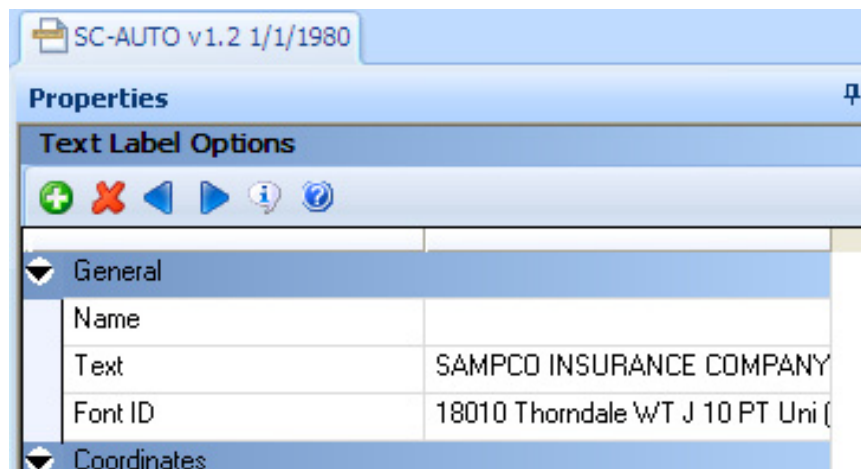 SC-AUTO v1.2 1/1/1980
Properties
Text Label Options
General
Name
Text SAMPCO INSURANCE COMPANY
Font ID 18010 Thorndale WT J 10 PT Uni (
Coordinates